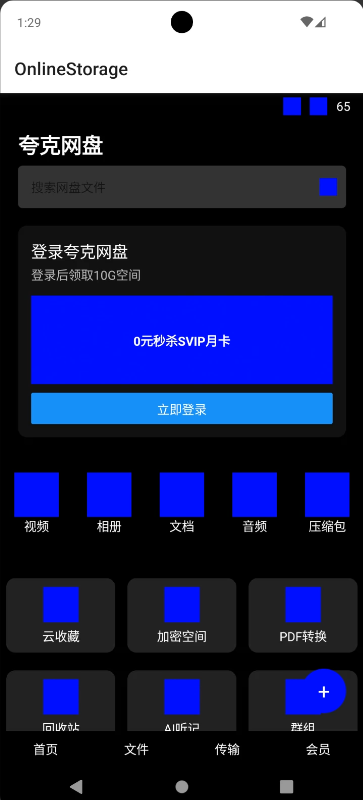 1:29
OnlineStorage
65
夸克网盘
搜索网盘文件
登录夸克网盘
登录后领取10G空间
0元秒杀SVIP月卡
立即登录
视频 相册 文档 音频 压缩包
云收藏 加密空间 PDF转换
回收站 AI听记 群组
+
首页 文件 传输 会员